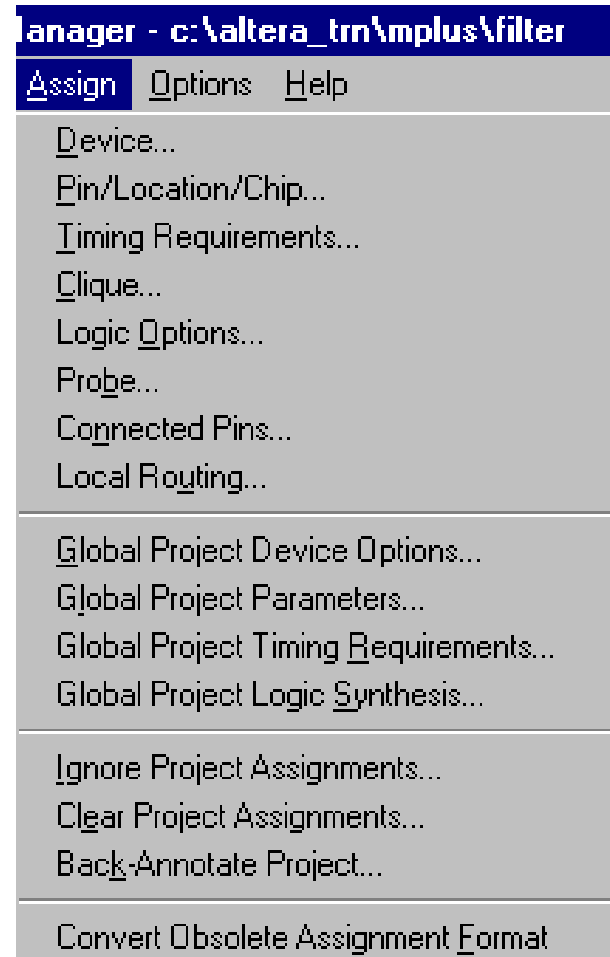 anager - c:\altera_trn\mplus\filter
Assign Options Help
Device...
Pin/Location/Chip...
Timing Requirements...
Clique...
Logic Options...
Probe...
Connected Pins...
Local Routing...
Global Project Device Options...
Global Project Parameters...
Global Project Timing Requirements...
Global Project Logic Synthesis...
Ignore Project Assignments...
Clear Project Assignments...
Back-Annotate Project...
Convert Obsolete Assignment Format